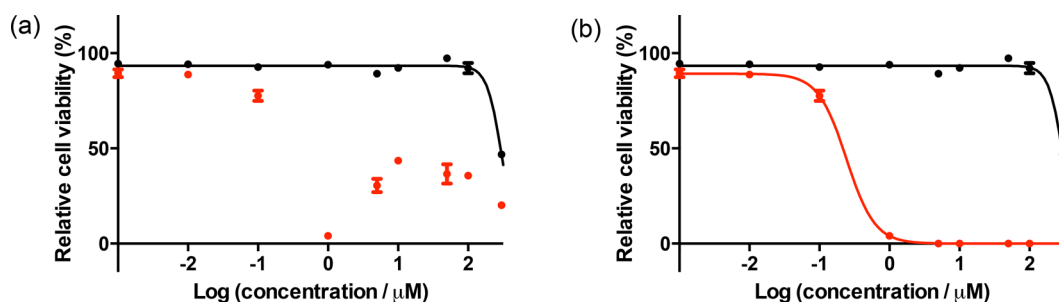 (a)
Relative cell viability (%)
100
50
0
-2 -1 0 1 2
Log (concentration / μM)
(b)
Relative cell viability (%)
100
50
0
-2 -1 0 1 2
Log (concentration / μM)